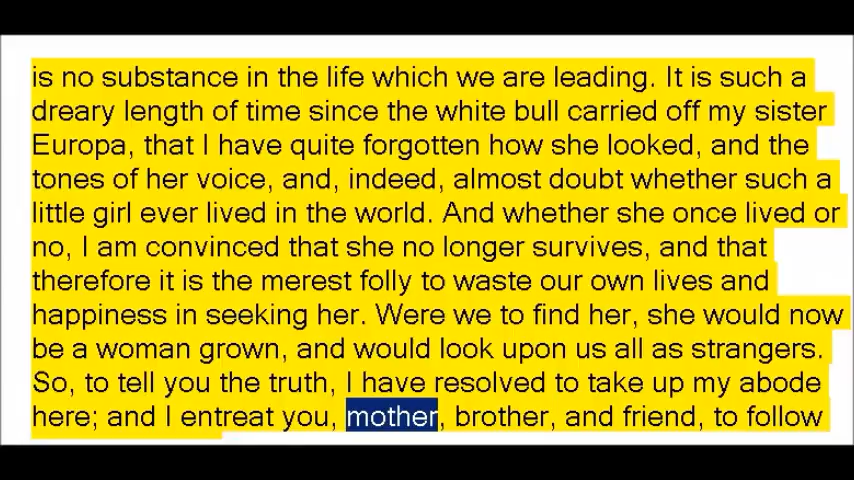 is no substance in the life which we are leading. It is such a
dreary length of time since the white bull carried off my sister
Europa, that I have quite forgotten how she looked, and the
tones of her voice, and, indeed, almost doubt whether such a
little girl ever lived in the world. And whether she once lived or
no, I am convinced that she no longer survives, and that
therefore it is the merest folly to waste our own lives and
happiness in seeking her. Were we to find her, she would now
be a woman grown, and would look upon us all as strangers.
So, to tell you the truth, I have resolved to take up my abode
here; and I entreat you, mother, brother, and friend, to follow